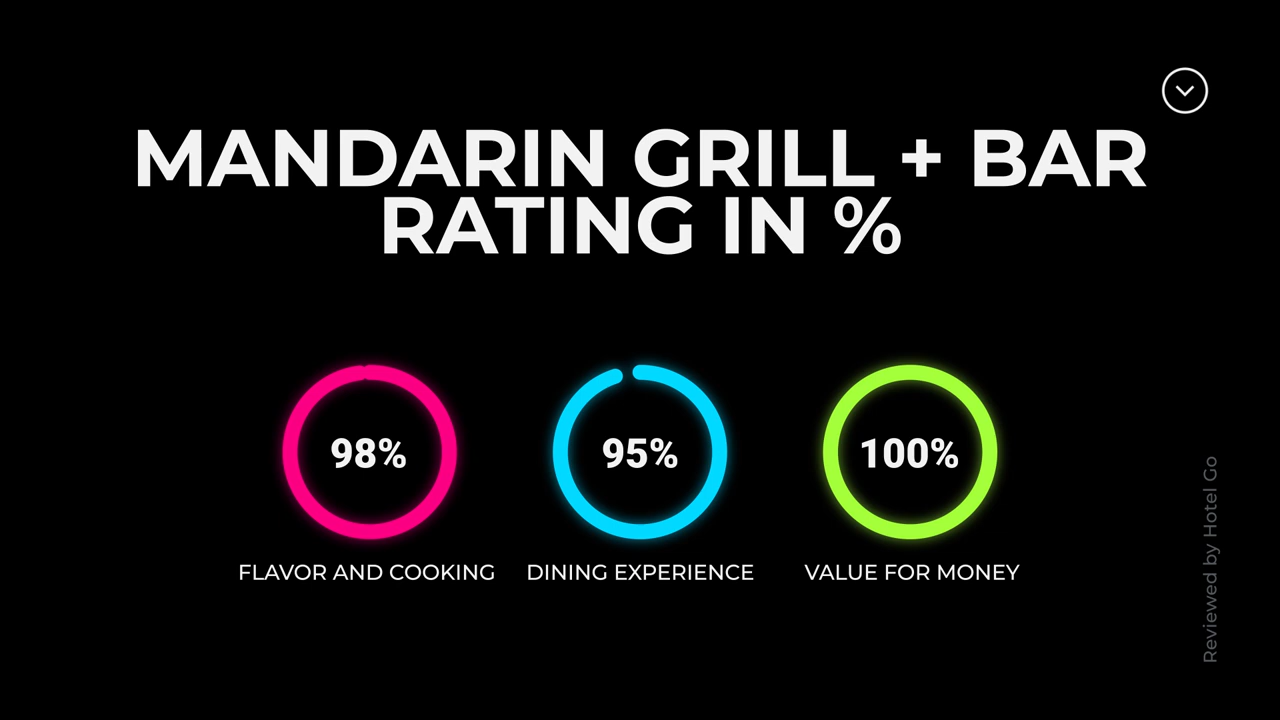 MANDARIN GRILL + BAR
RATING IN %
98%
95%
100%
FLAVOR AND COOKING
DINING EXPERIENCE
VALUE FOR MONEY
Reviewed by Hotel Go